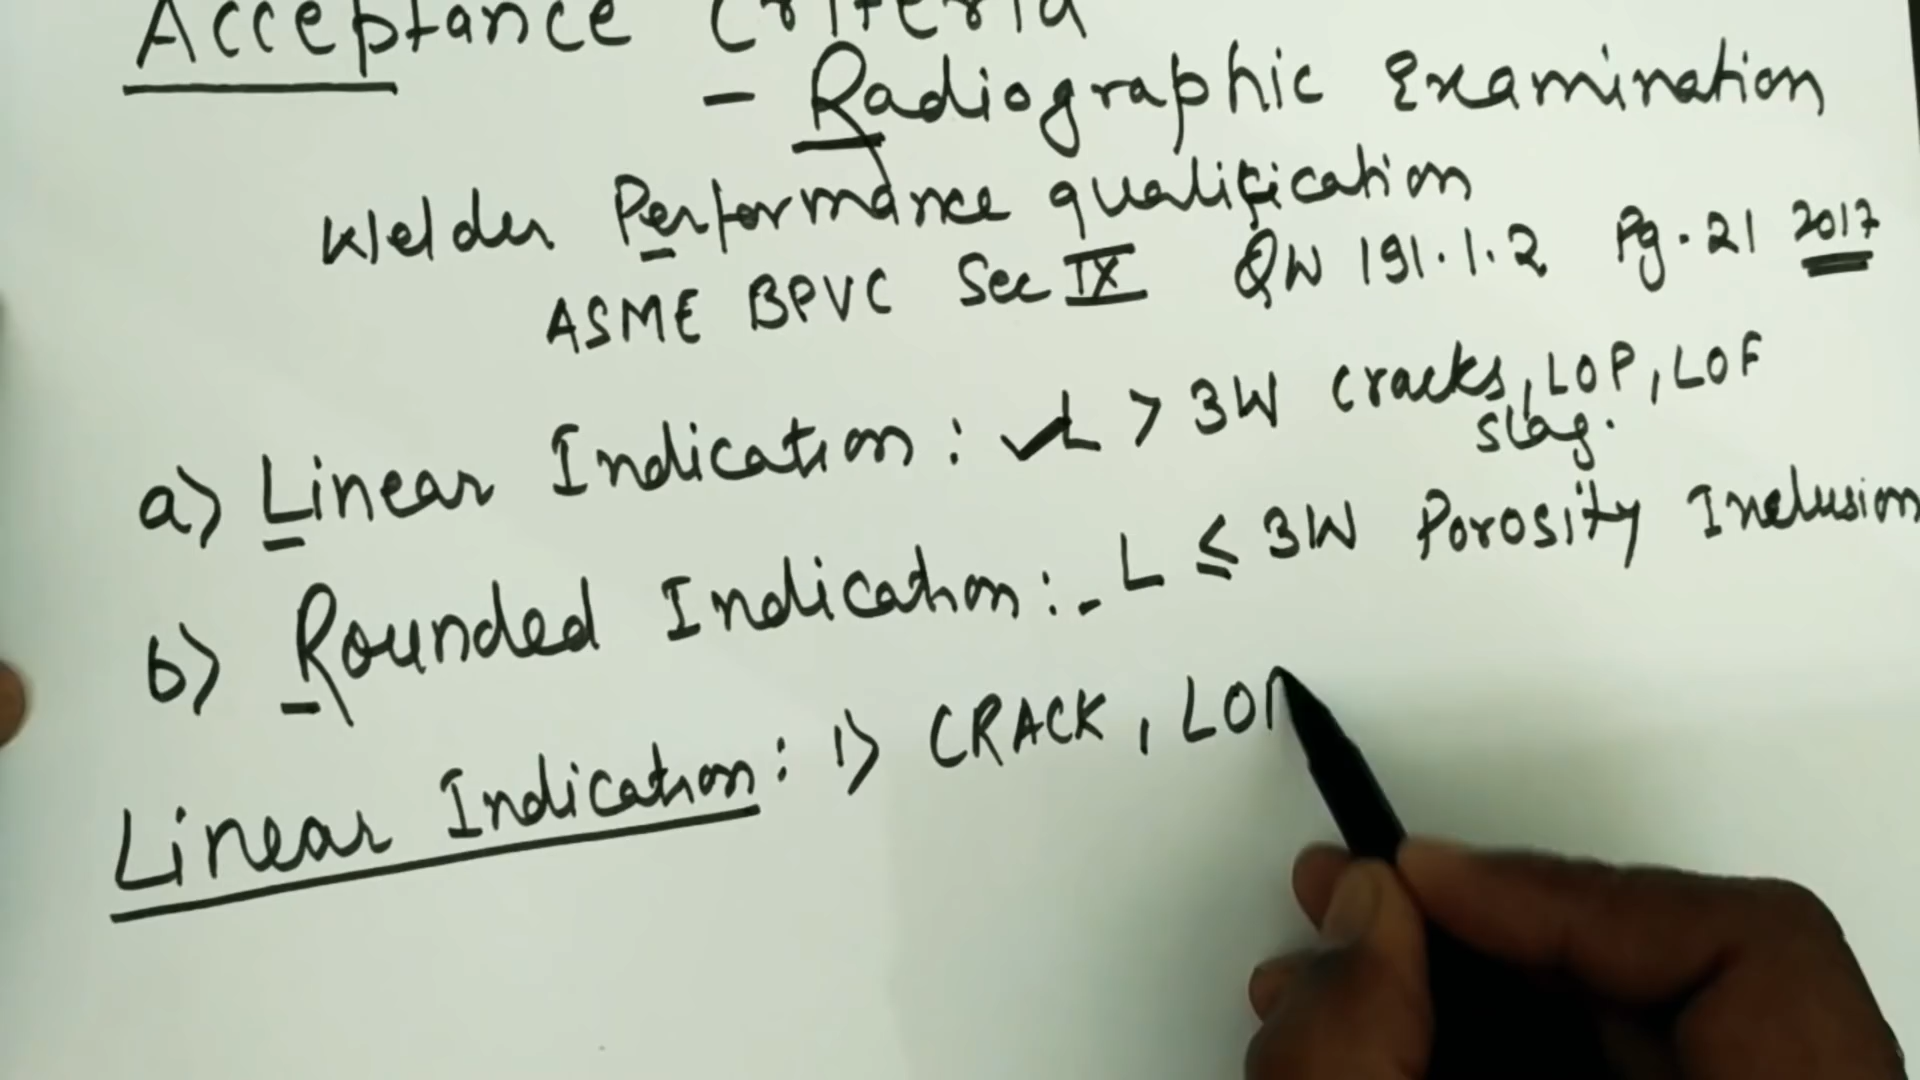 Acceptance Criteria
- Radiographic Examination
Welder Performance qualification
ASME BPVC Sec IX QW 191.1.2 Pg. 21 2017
a) Linear Indication : ✓L > 3W cracks, LOP, LOF
slag.
b) Rounded Indication :- L ≤ 3W Porosity Inclusion
Linear Indication : 1) CRACK,